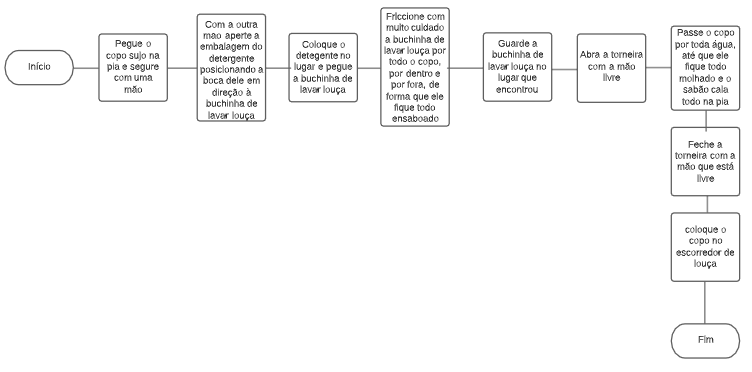 Início
Pegue o
copo sujo na
pia e segure
com uma
mão
Com a outra
mao aperte a
embalagem do
detergente
posicionando a
boca dele em
direção à
buchinha de
lavar louça
Coloque o
detegente no
lugar e pegue
a buchinha de
lavar louça
Friccione com
muito cuidado
a buchinha de
lavar louça por
todo o copo,
por dentro e
por fora, de
forma que ele
fique todo
ensaboado
Guarde a
buchinha de
lavar louça no
lugar que
encontrou
Abra a torneira
com a mão
livre
Passe o copo
por toda água,
até que ele
fique todo
molhado e o
sabão caia
todo na pia
Feche a
torneira com a
mão que está
livre
coloque o
copo no
escorredor de
louça
Fim